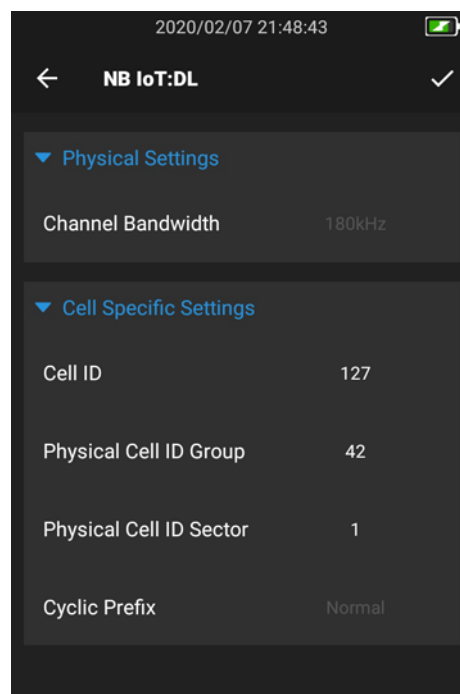 2020/02/07 21:48:43
NB IoT:DL
Physical Settings
Channel Bandwidth 180kHz
Cell Specific Settings
Cell ID 127
Physical Cell ID Group 42
Physical Cell ID Sector 1
Cyclic Prefix Normal